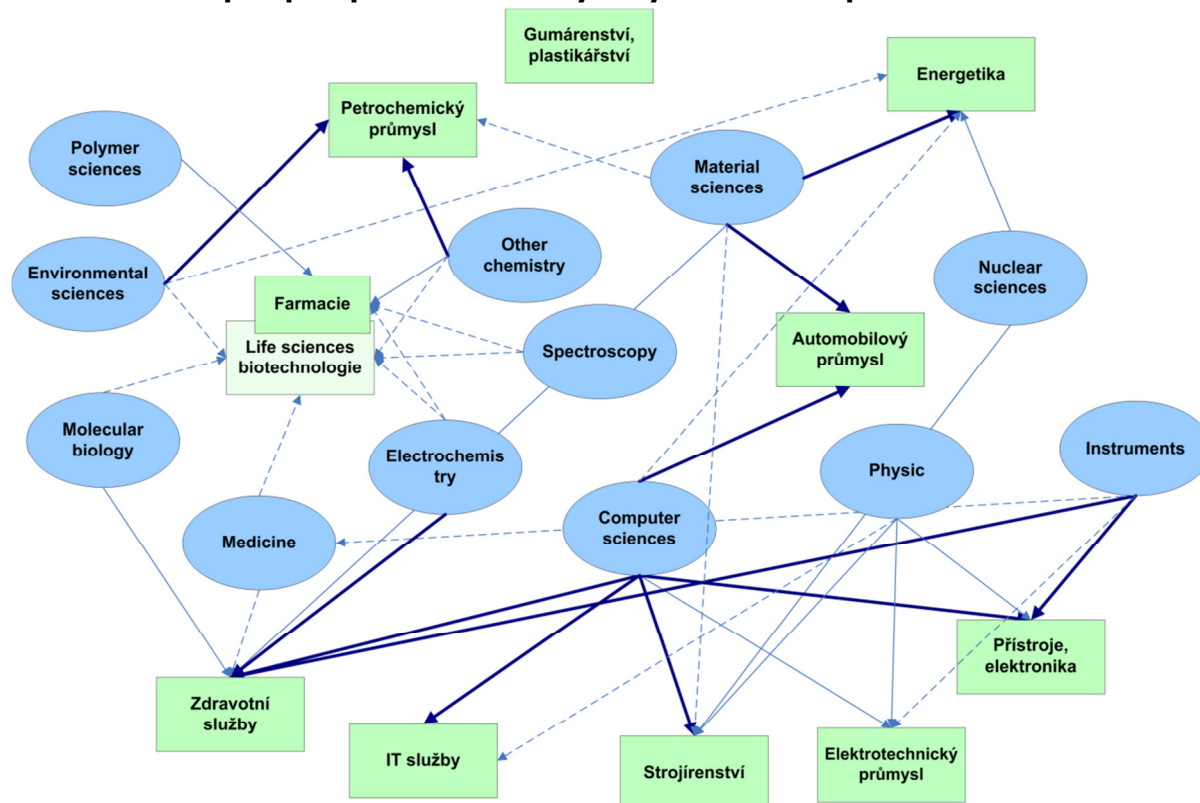 Gumárenství,
plastikářství
Energetika
Petrochemický
průmysl
Polymer
sciences
Material
sciences
Other
chemistry
Nuclear
sciences
Environmental
sciences
Farmacie
Life sciences
biotechnologie
Spectroscopy
Automobilový
průmysl
Molecular
biology
Electrochemis
try
Physic
Instruments
Medicine
Computer
sciences
Přístroje,
elektronika
Zdravotní
služby
IT služby
Strojírenství
Elektrotechnický
průmysl